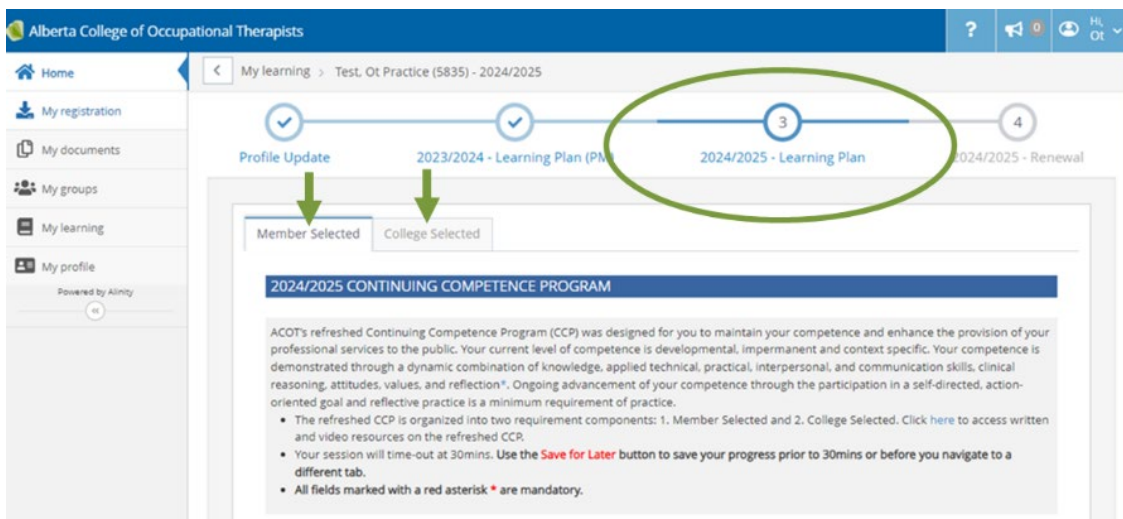 Alberta College of Occupational Therapists
? 0 Hi, Ot
Home
My learning > Test, Ot Practice (5835) - 2024/2025
My registration
My documents
My groups
My learning
My profile
Powered by Alinity
3
4
Profile Update
2023/2024 - Learning Plan (PM)
2024/2025 - Learning Plan
2024/2025 - Renewal
Member Selected
College Selected
2024/2025 CONTINUING COMPETENCE PROGRAM
ACOT's refreshed Continuing Competence Program (CCP) was designed for you to maintain your competence and enhance the provision of your
professional services to the public. Your current level of competence is developmental, impermanent and context specific. Your competence is
demonstrated through a dynamic combination of knowledge, applied technical, practical, interpersonal, and communication skills, clinical
reasoning, attitudes, values, and reflection*. Ongoing advancement of your competence through the participation in a self-directed, action-
oriented goal and reflective practice is a minimum requirement of practice.
• The refreshed CCP is organized into two requirement components: 1. Member Selected and 2. College Selected. Click here to access written
and video resources on the refreshed CCP.
• Your session will time-out at 30mins. Use the Save for Later button to save your progress prior to 30mins or before you navigate to a
different tab.
• All fields marked with a red asterisk * are mandatory.